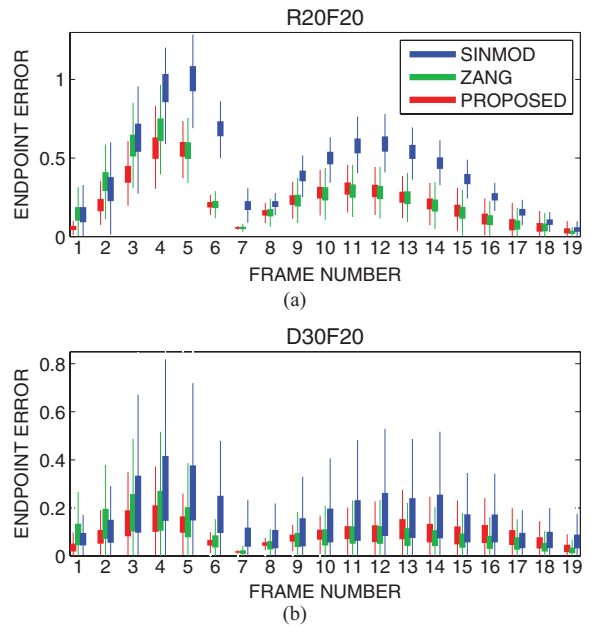 R20F20
ENDPOINT ERROR
1
0.5
0
SINMOD
ZANG
PROPOSED
1 2 3 4 5 6 7 8 9 10 11 12 13 14 15 16 17 18 19
FRAME NUMBER
(a)
D30F20
ENDPOINT ERROR
0.8
0.6
0.4
0.2
0
1 2 3 4 5 6 7 8 9 10 11 12 13 14 15 16 17 18 19
FRAME NUMBER
(b)